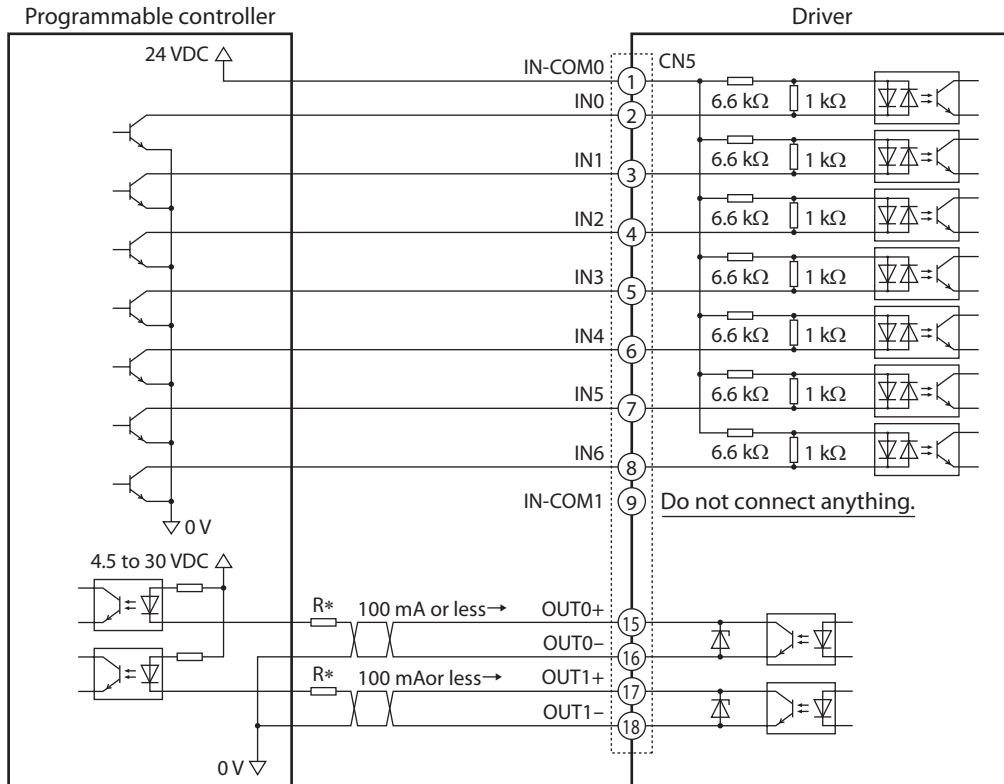 Programmable controller
Driver
24 VDC
IN-COM0
1
CN5
6.6 kΩ
1 kΩ
IN0
2
6.6 kΩ
1 kΩ
IN1
3
6.6 kΩ
1 kΩ
IN2
4
6.6 kΩ
1 kΩ
IN3
5
6.6 kΩ
1 kΩ
IN4
6
6.6 kΩ
1 kΩ
IN5
7
6.6 kΩ
1 kΩ
IN6
8
IN-COM1
9
Do not connect anything.
0 V
4.5 to 30 VDC
R*
100 mA or less→
OUT0+
15
OUT0−
16
R*
100 mAor less→
OUT1+
17
OUT1−
18
0 V